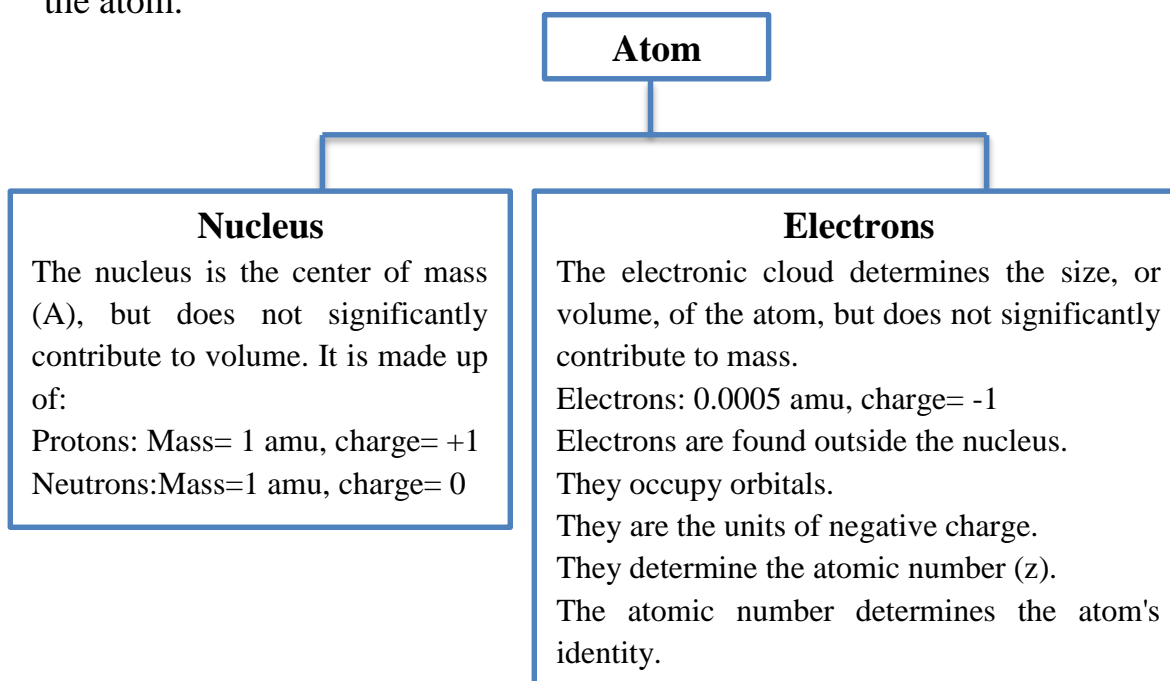 the atom.
Atom
Nucleus
The nucleus is the center of mass
(A), but does not significantly
contribute to volume. It is made up
of:
Protons: Mass= 1 amu, charge= +1
Neutrons:Mass=1 amu, charge= 0
Electrons
The electronic cloud determines the size, or
volume, of the atom, but does not significantly
contribute to mass.
Electrons: 0.0005 amu, charge= -1
Electrons are found outside the nucleus.
They occupy orbitals.
They are the units of negative charge.
They determine the atomic number (z).
The atomic number determines the atom's
identity.